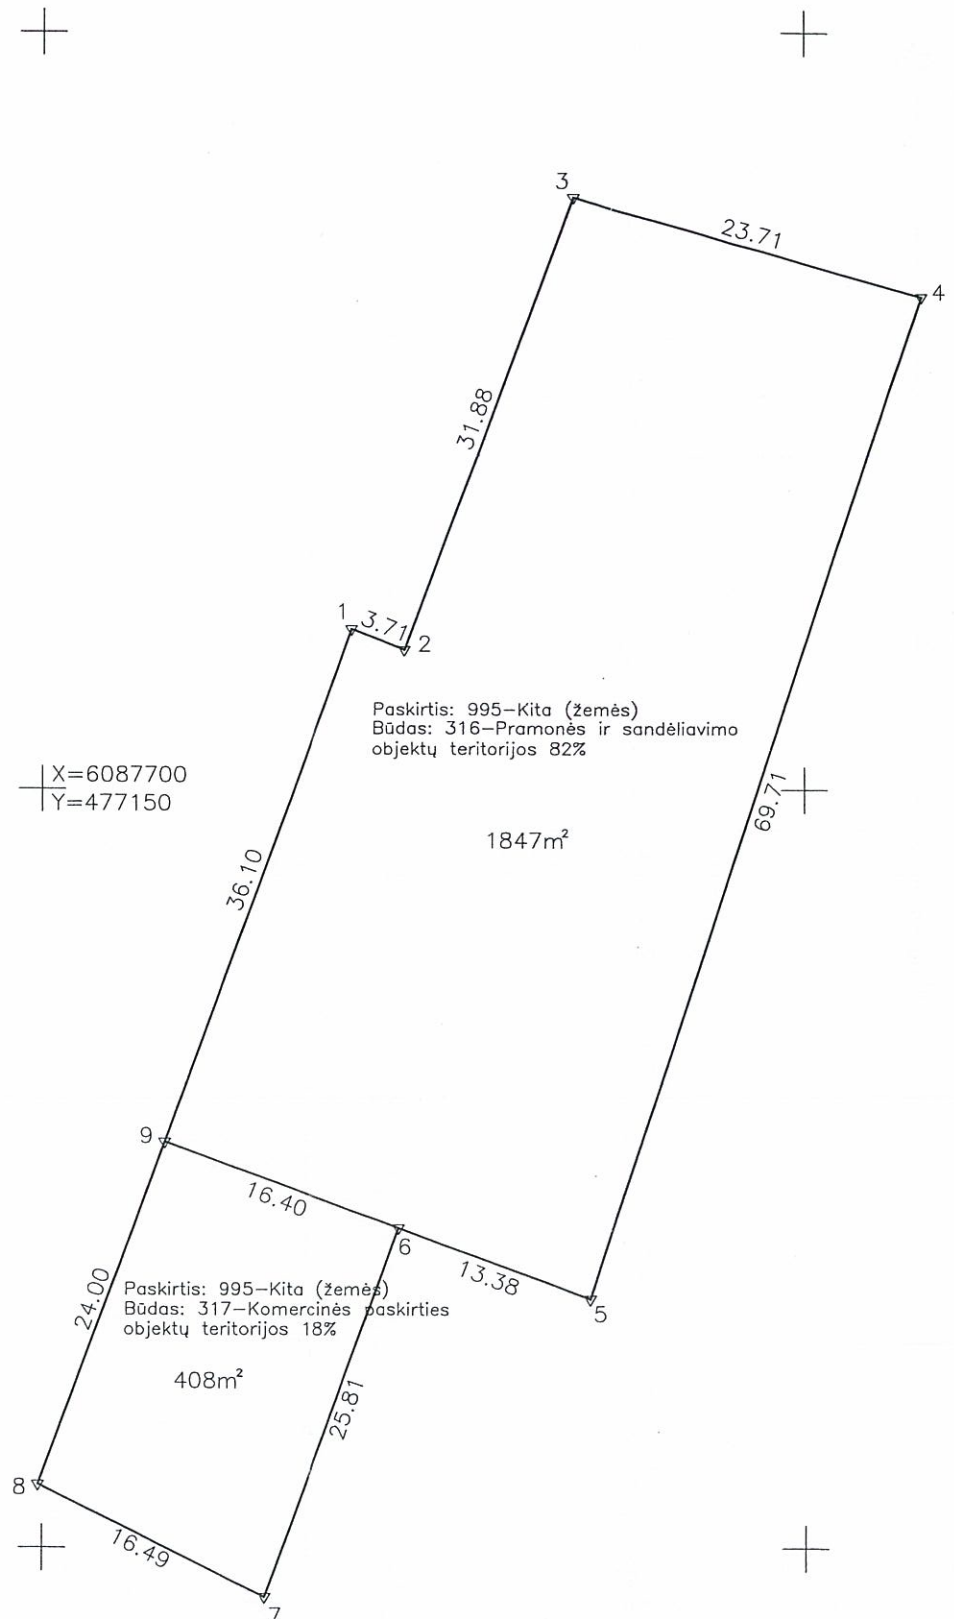 3
23.71
4
31.88
1
3.71
2
Paskirtis: 995-Kita (žemės)
Būdas: 316-Pramonės ir sandėliavimo
objektų teritorijos 82%
X=6087700
Y=477150
69.71
1847m²
36.10
9
16.40
6
13.38
5
24.00
Paskirtis: 995-Kita (žemės)
Būdas: 317-Komercinės paskirties
objektų teritorijos 18%
408m²
25.81
8
16.49
7